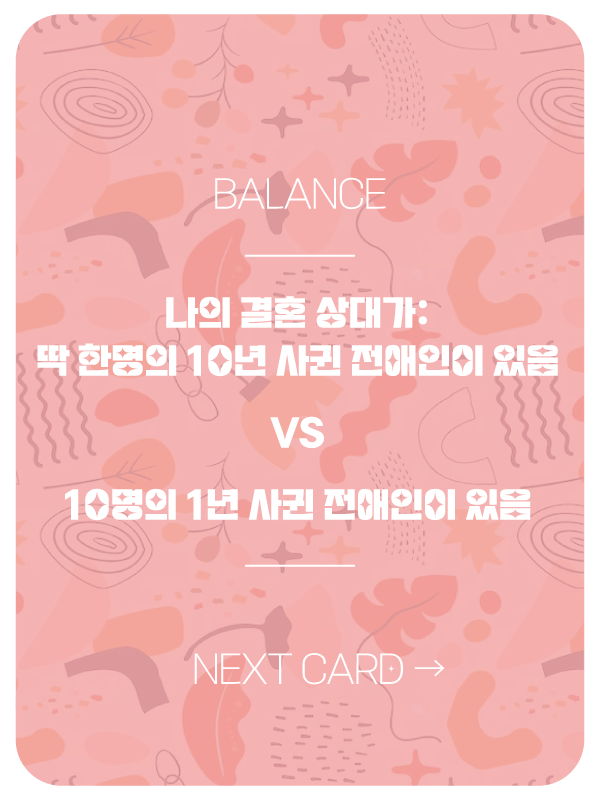 BALANCE
나의 결혼 상대가:
딱 한명의 10년 사귄 전애인이 있음
VS
10명의 1년 사귄 전애인이 있음
NEXT CARD →